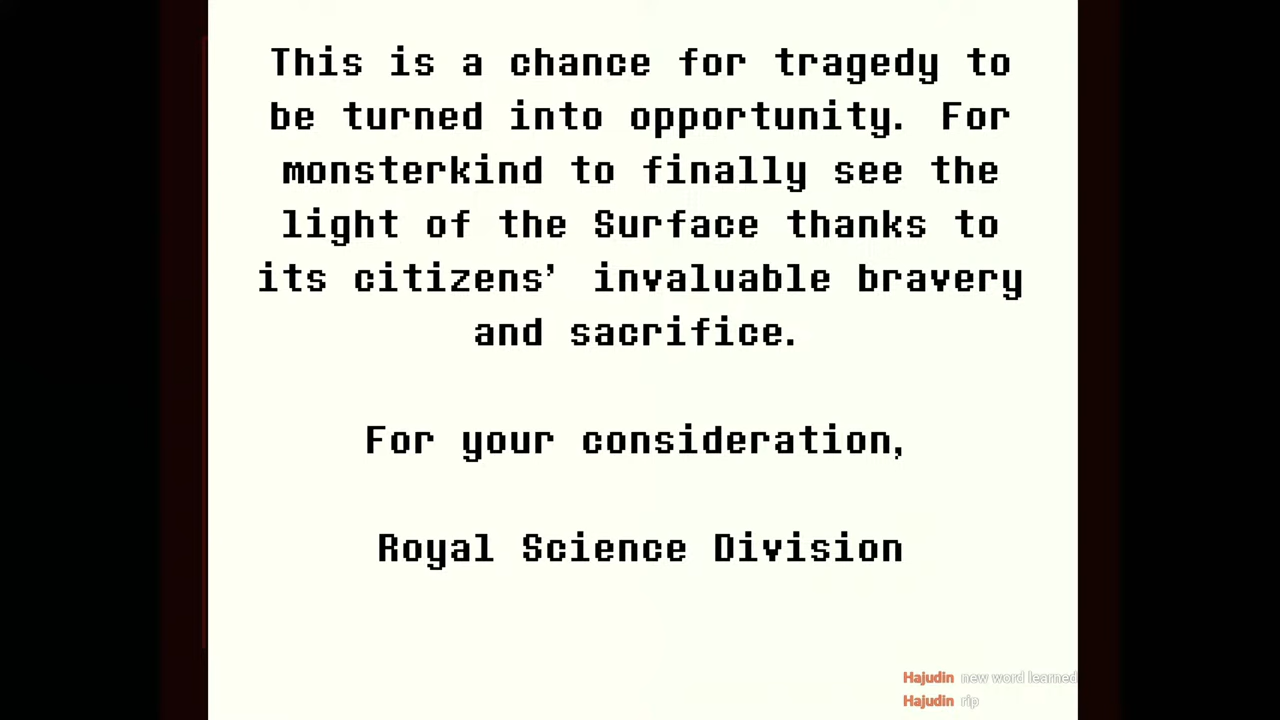 This is a chance for tragedy to
be turned into opportunity. For
monsterkind to finally see the
light of the Surface thanks to
its citizens’ invaluable bravery
and sacrifice.
For your consideration,
Royal Science Division
Hajudin new word learned
Hajudin rip